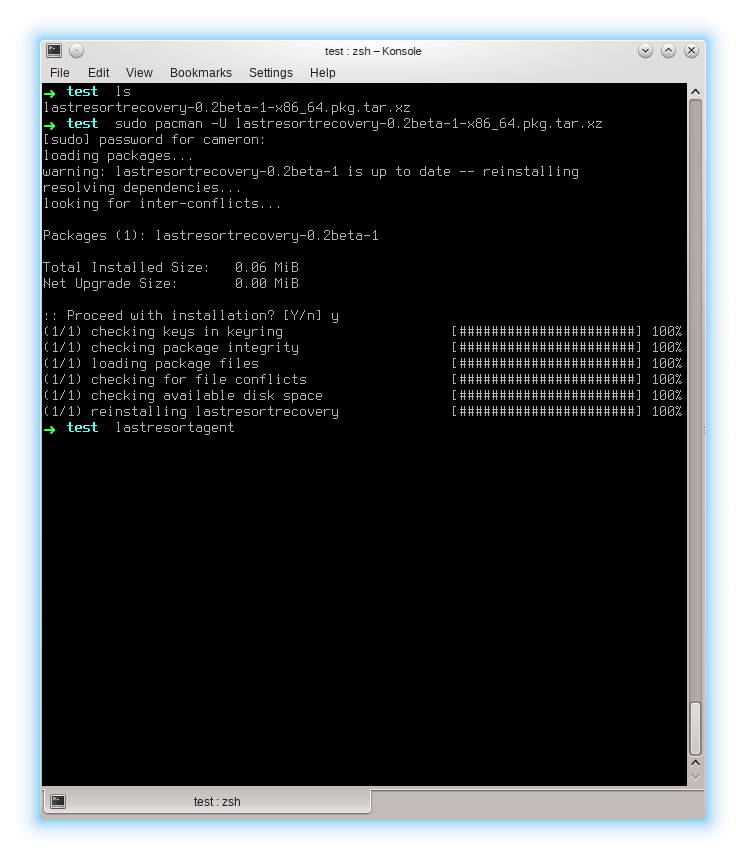 test : zsh – Konsole
File Edit View Bookmarks Settings Help
➜ test ls
lastresortrecovery-0.2beta-1-x86_64.pkg.tar.xz
➜ test sudo pacman -U lastresortrecovery-0.2beta-1-x86_64.pkg.tar.xz
[sudo] password for cameron:
loading packages...
warning: lastresortrecovery-0.2beta-1 is up to date -- reinstalling
resolving dependencies...
looking for inter-conflicts...
Packages (1): lastresortrecovery-0.2beta-1
Total Installed Size: 0.06 MiB
Net Upgrade Size: 0.00 MiB
:: Proceed with installation? [Y/n] y
(1/1) checking keys in keyring [######################] 100%
(1/1) checking package integrity [######################] 100%
(1/1) loading package files [######################] 100%
(1/1) checking for file conflicts [######################] 100%
(1/1) checking available disk space [######################] 100%
(1/1) reinstalling lastresortrecovery [######################] 100%
➜ test lastresortagent
test : zsh